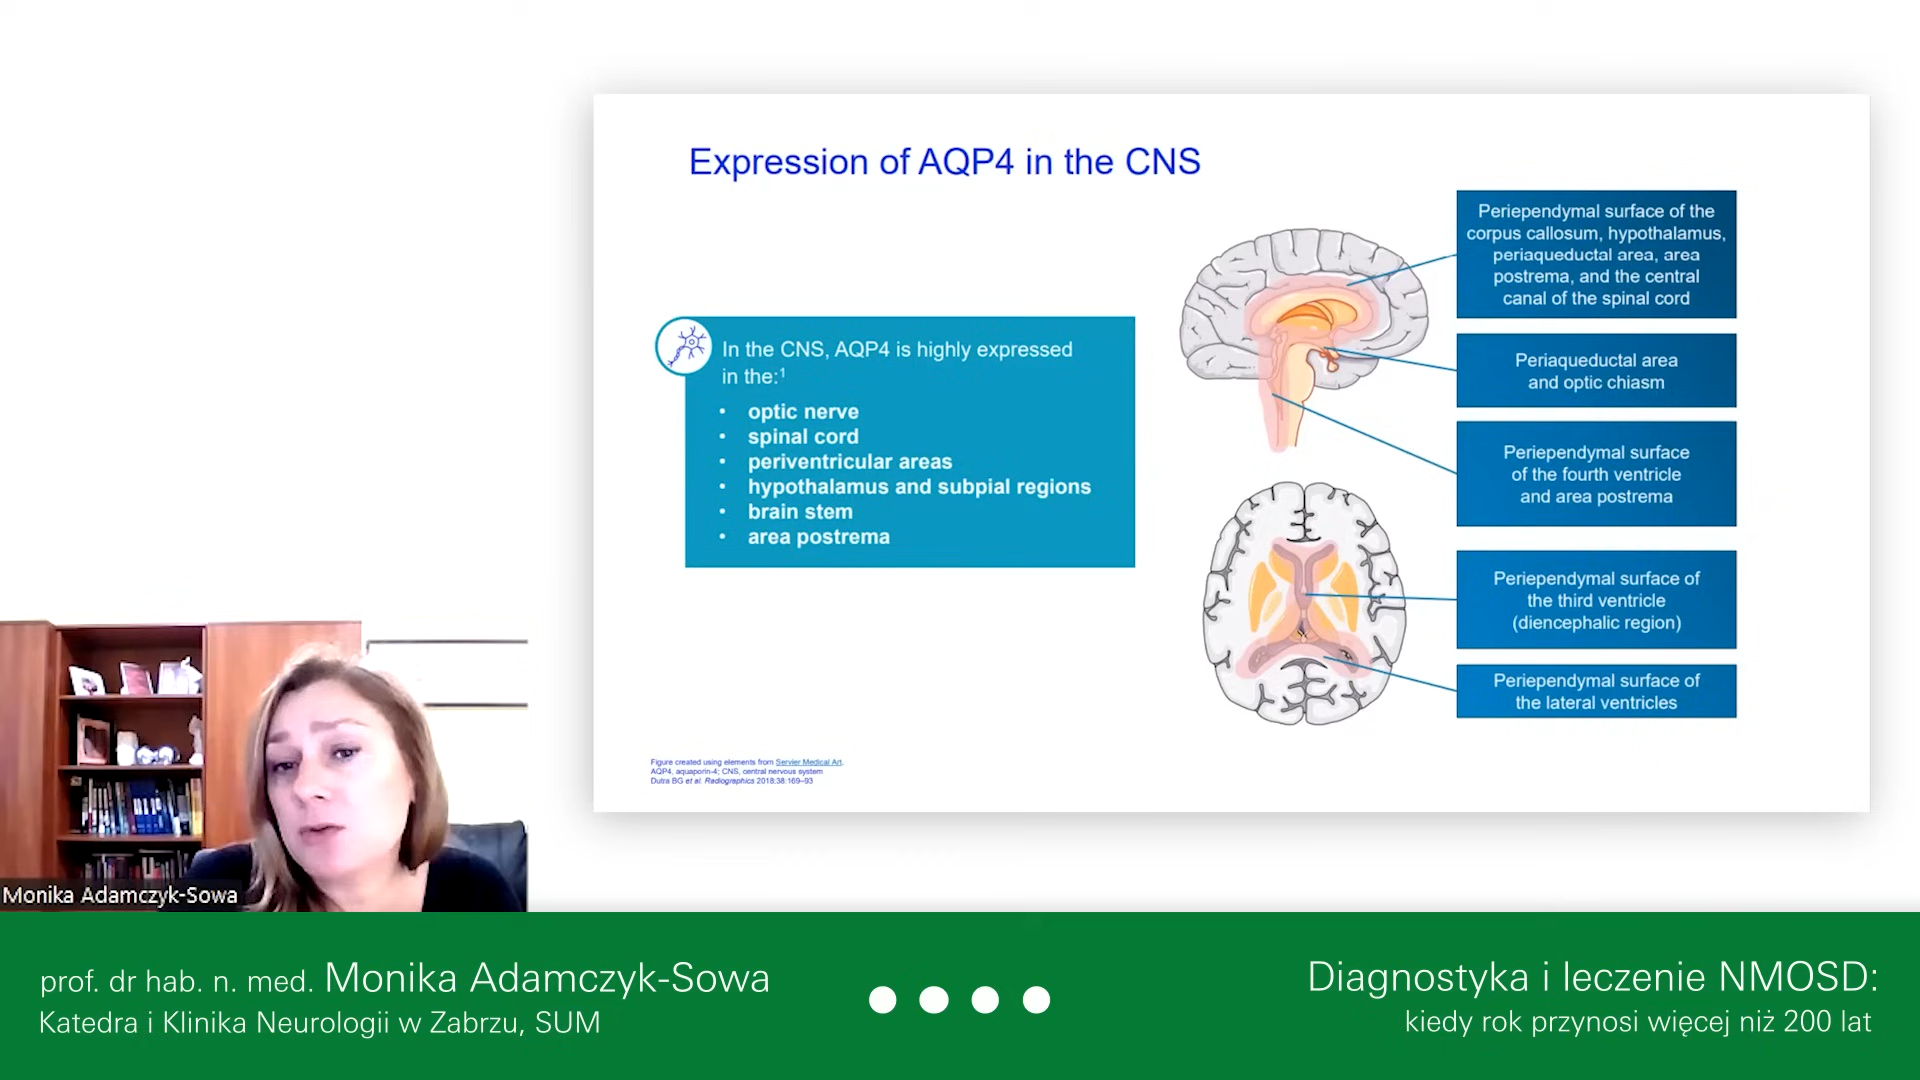 Expression of AQP4 in the CNS
In the CNS, AQP4 is highly expressed
in the:¹
• optic nerve
• spinal cord
• periventricular areas
• hypothalamus and subpial regions
• brain stem
• area postrema
Periependymal surface of the
corpus callosum, hypothalamus,
periaqueductal area, area
postrema, and the central
canal of the spinal cord
Periaqueductal area
and optic chiasm
Periependymal surface
of the fourth ventricle
and area postrema
Periependymal surface of
the third ventricle
(diencephalic region)
Periependymal surface of
the lateral ventricles
Figure created using elements from Servier Medical Art.
AQP4, aquaporin-4; CNS, central nervous system
Dutra BG et al. Radiographics 2018;38:169–93
Monika Adamczyk-Sowa
prof. dr hab. n. med. Monika Adamczyk-Sowa
Katedra i Klinika Neurologii w Zabrzu, SUM
Diagnostyka i leczenie NMOSD:
kiedy rok przynosi więcej niż 200 lat